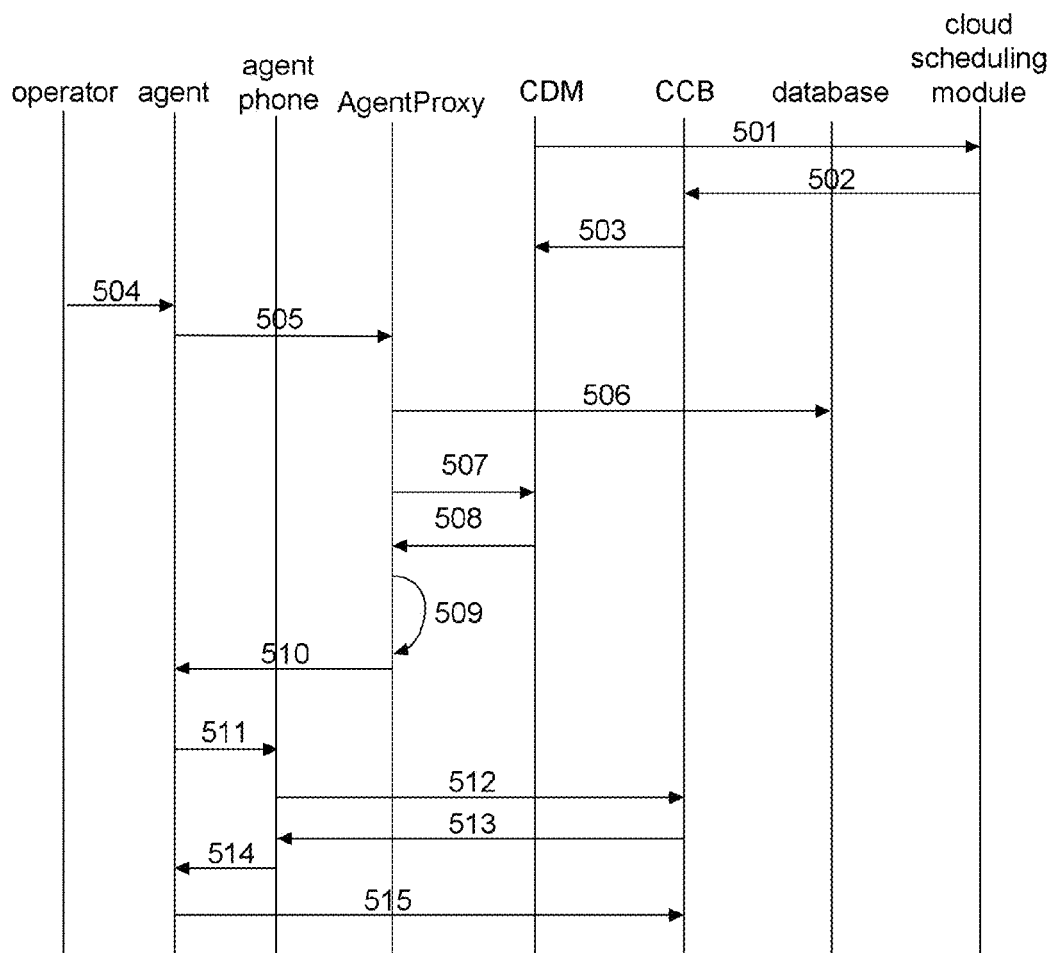 operator
agent
agent
phone
AgentProxy
CDM
CCB
database
cloud
scheduling
module
501
502
503
504
505
506
507
508
509
510
511
512
513
514
515